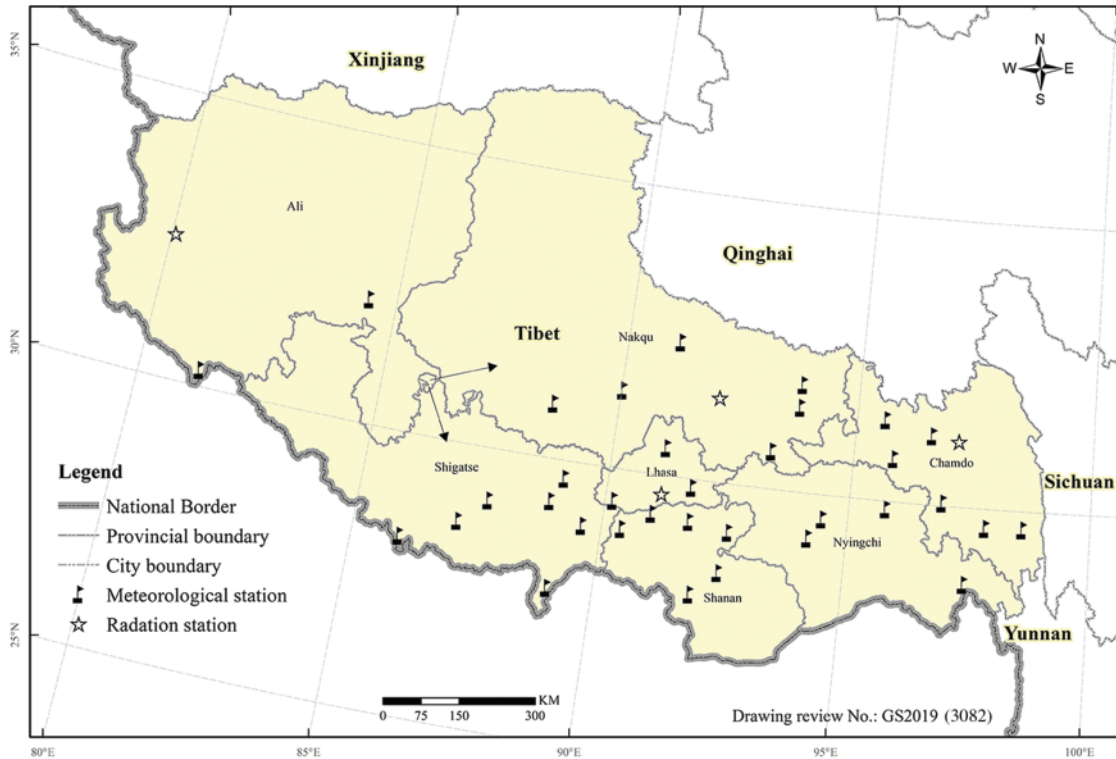 Xinjiang
N
W E
S
35°N
Ali
Qinghai
Tibet
Nakqu
30°N
Shigatse
Lhasa
Chamdo
Sichuan
Nyingchi
Shanan
Yunnan
25°N
Legend
National Border
Provincial boundary
City boundary
Meteorological station
Radation station
KM
0 75 150 300
Drawing review No.: GS2019 (3082)
80°E 85°E 90°E 95°E 100°E